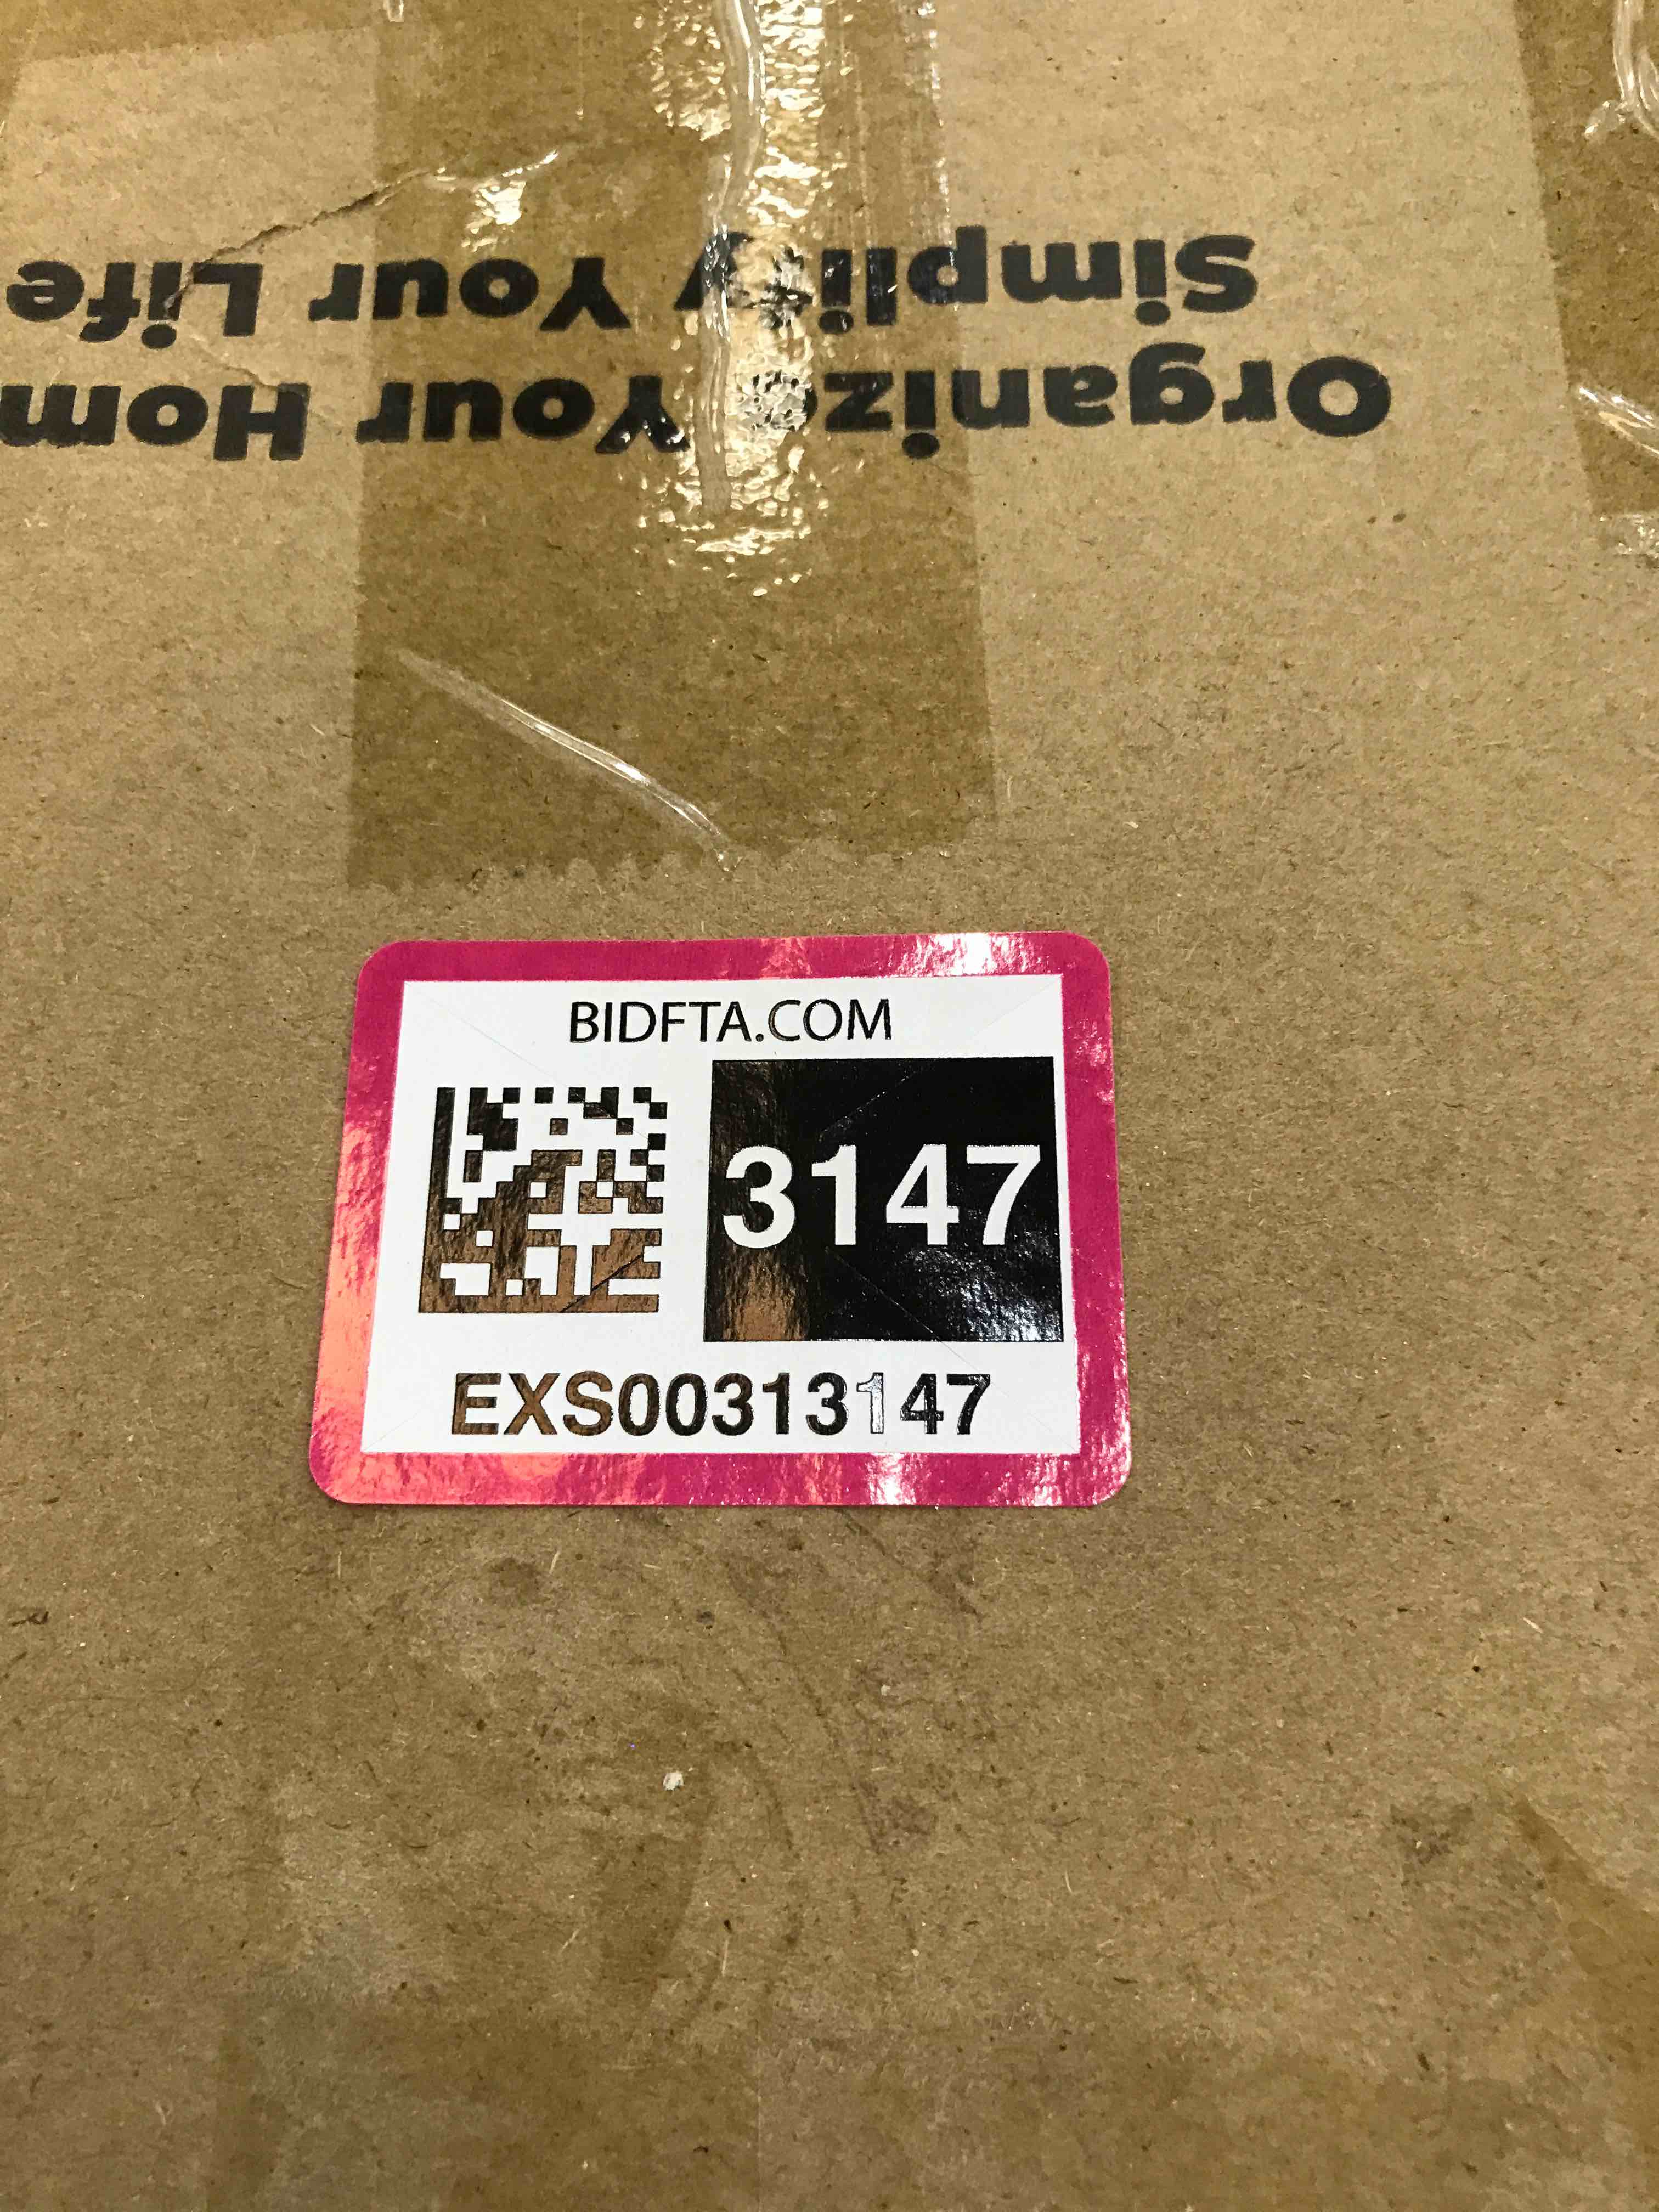 Organize Your Hom
Simplify Your Life
BIDFTA.COM
3147
EXS00313147